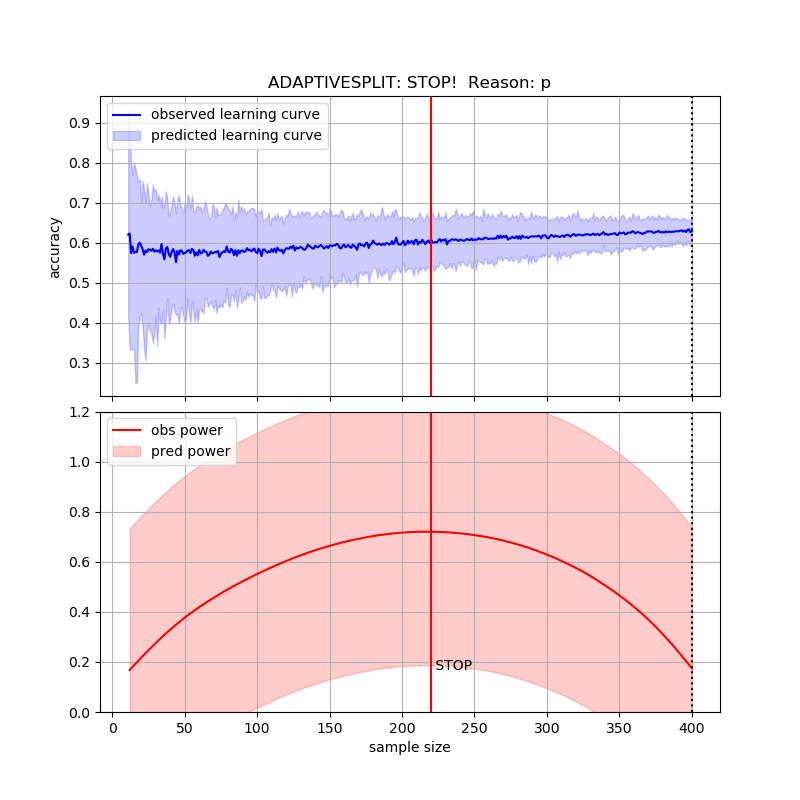 ADAPTIVESPLIT: STOP!  Reason: p
observed learning curve
predicted learning curve
0.9
0.8
0.7
0.6
0.5
0.4
0.3
accuracy
obs power
pred power
1.2
1.0
0.8
0.6
0.4
0.2
0.0
STOP
0 50 100 150 200 250 300 350 400
sample size